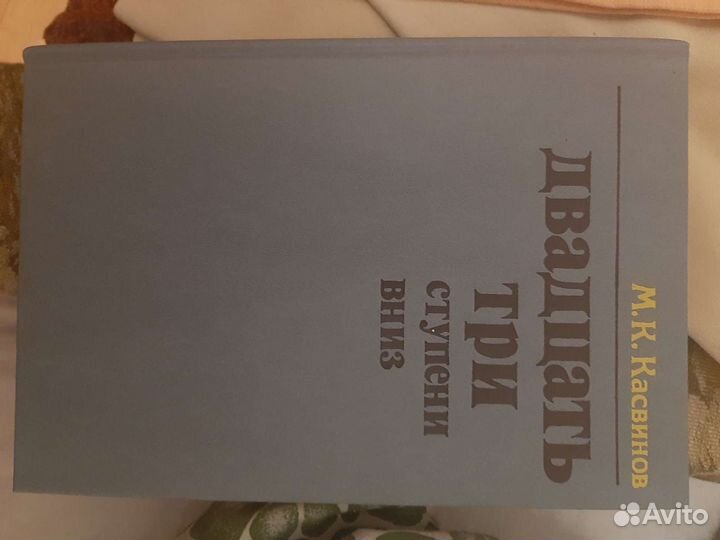 М. К. Касвинов
Двадцать
три
ступени
вниз
Avito